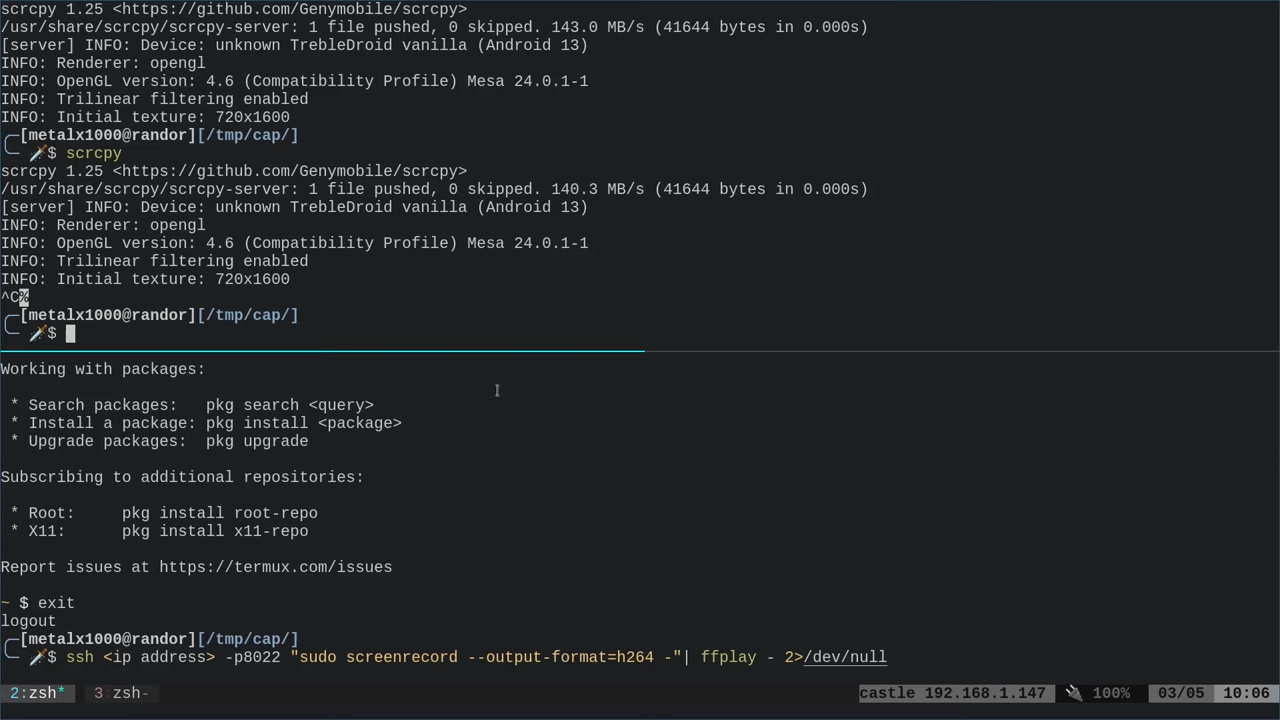 scrcpy 1.25 <https://github.com/Genymobile/scrcpy>
/usr/share/scrcpy/scrcpy-server: 1 file pushed, 0 skipped. 143.0 MB/s (41644 bytes in 0.000s)
[server] INFO: Device: unknown TrebleDroid vanilla (Android 13)
INFO: Renderer: opengl
INFO: OpenGL version: 4.6 (Compatibility Profile) Mesa 24.0.1-1
INFO: Trilinear filtering enabled
INFO: Initial texture: 720x1600
[metalx1000@randor][/tmp/cap/]
$ scrcpy
scrcpy 1.25 <https://github.com/Genymobile/scrcpy>
/usr/share/scrcpy/scrcpy-server: 1 file pushed, 0 skipped. 140.3 MB/s (41644 bytes in 0.000s)
[server] INFO: Device: unknown TrebleDroid vanilla (Android 13)
INFO: Renderer: opengl
INFO: OpenGL version: 4.6 (Compatibility Profile) Mesa 24.0.1-1
INFO: Trilinear filtering enabled
INFO: Initial texture: 720x1600
^C%
[metalx1000@randor][/tmp/cap/]
$
Working with packages:
* Search packages:   pkg search <query>
* Install a package: pkg install <package>
* Upgrade packages:  pkg upgrade
Subscribing to additional repositories:
* Root:     pkg install root-repo
* X11:      pkg install x11-repo
Report issues at https://termux.com/issues
~ $ exit
logout
[metalx1000@randor][/tmp/cap/]
$ ssh <ip address> -p8022 "sudo screenrecord --output-format=h264 -"| ffplay - 2>/dev/null
2:zsh* 3:zsh- castle 192.168.1.147 100% 03/05 10:06